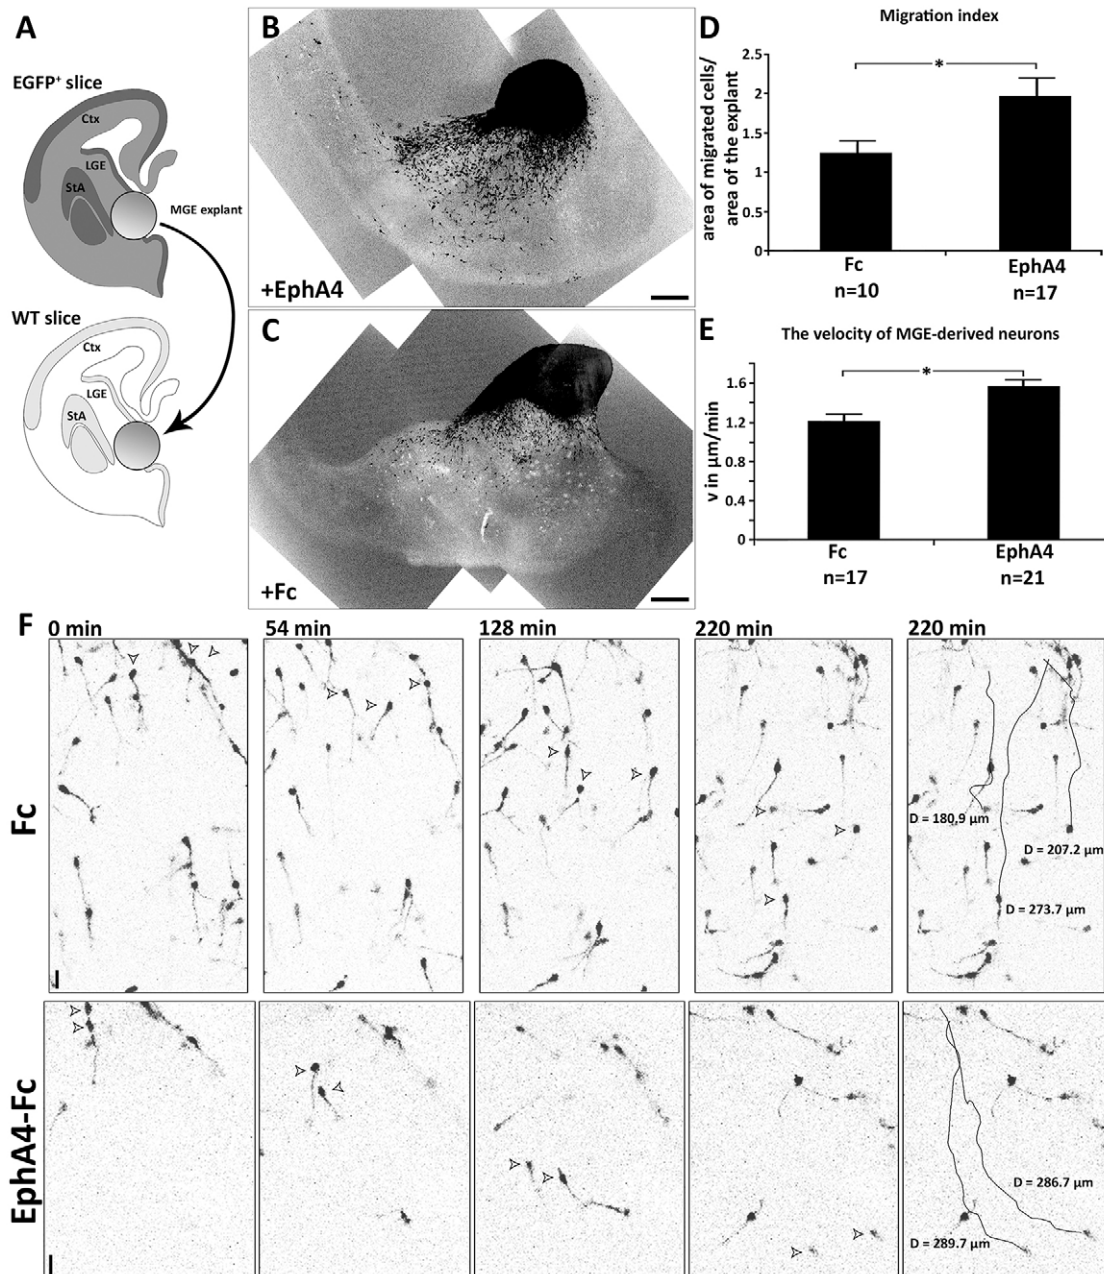 A
EGFP⁺ slice
Ctx
LGE
StA
MGE explant
WT slice
Ctx
LGE
StA
B
+EphA4
C
+Fc
D
Migration index
area of migrated cells/
area of the explant
2.5
2
1.5
1
0.5
0
*
Fc
n=10
EphA4
n=17
E
The velocity of MGE-derived neurons
v in µm/min
1.6
1.2
0.8
0.4
0
*
Fc
n=17
EphA4
n=21
F
0 min
54 min
128 min
220 min
220 min
Fc
D = 180,9 µm
D = 207.2 µm
D = 273.7 µm
EphA4-Fc
D = 286.7 µm
D = 289.7 µm